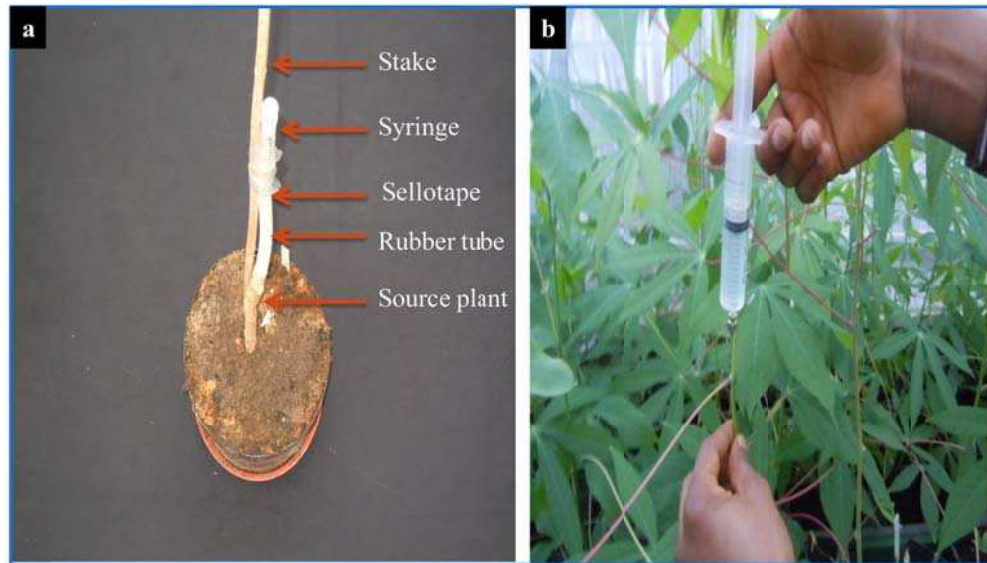 a
Stake
Syringe
Sellotape
Rubber tube
Source plant
b